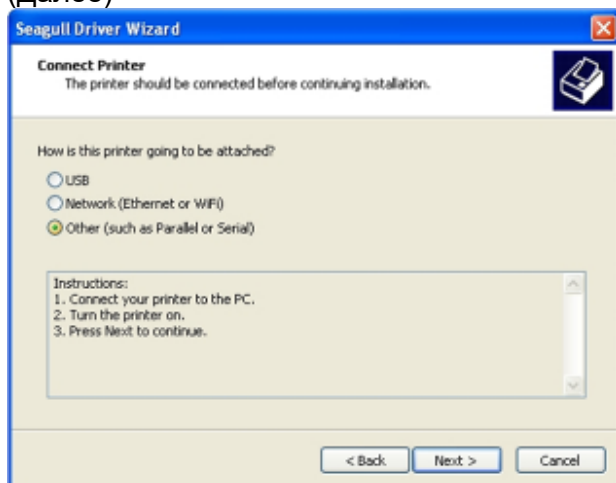 (далее)
Seagull Driver Wizard
Connect Printer
The printer should be connected before continuing installation.
How is this printer going to be attached?
USB
Network (Ethernet or WiFi)
Other (such as Parallel or Serial)
Instructions:
1. Connect your printer to the PC.
2. Turn the printer on.
3. Press Next to continue.
< Back Next > Cancel